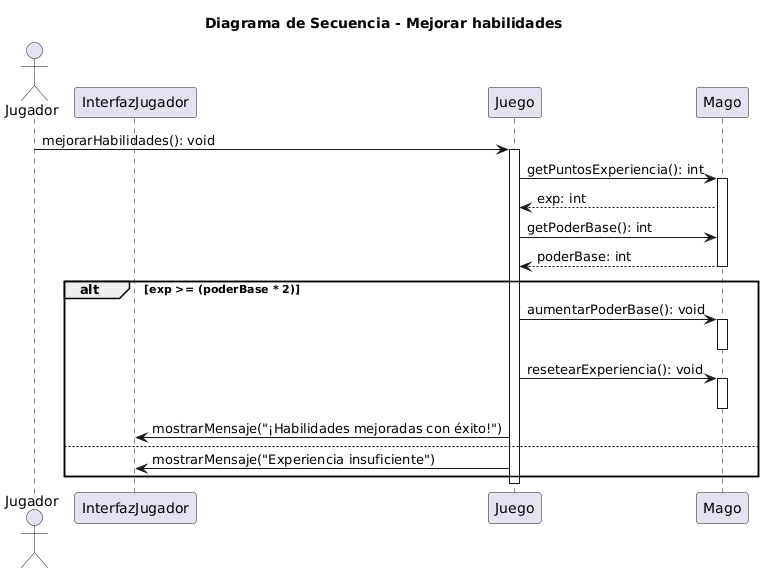 Diagrama de Secuencia - Mejorar habilidades
Jugador
InterfazJugador
Juego
Mago
mejorarHabilidades(): void
getPuntosExperiencia(): int
exp: int
getPoderBase(): int
poderBase: int
alt
[exp >= (poderBase * 2)]
aumentarPoderBase(): void
resetearExperiencia(): void
mostrarMensaje("¡Habilidades mejoradas con éxito!")
mostrarMensaje("Experiencia insuficiente")
Jugador
InterfazJugador
Juego
Mago